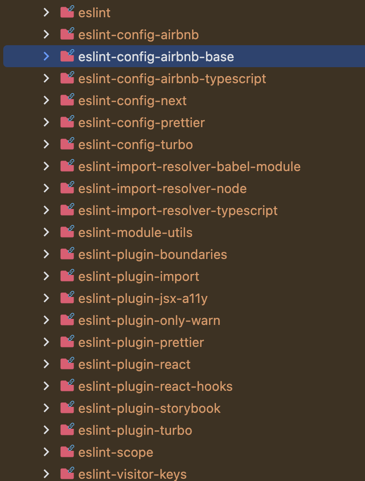 eslint
eslint-config-airbnb
eslint-config-airbnb-base
eslint-config-airbnb-typescript
eslint-config-next
eslint-config-prettier
eslint-config-turbo
eslint-import-resolver-babel-module
eslint-import-resolver-node
eslint-import-resolver-typescript
eslint-module-utils
eslint-plugin-boundaries
eslint-plugin-import
eslint-plugin-jsx-a11y
eslint-plugin-only-warn
eslint-plugin-prettier
eslint-plugin-react
eslint-plugin-react-hooks
eslint-plugin-storybook
eslint-plugin-turbo
eslint-scope
eslint-visitor-keys